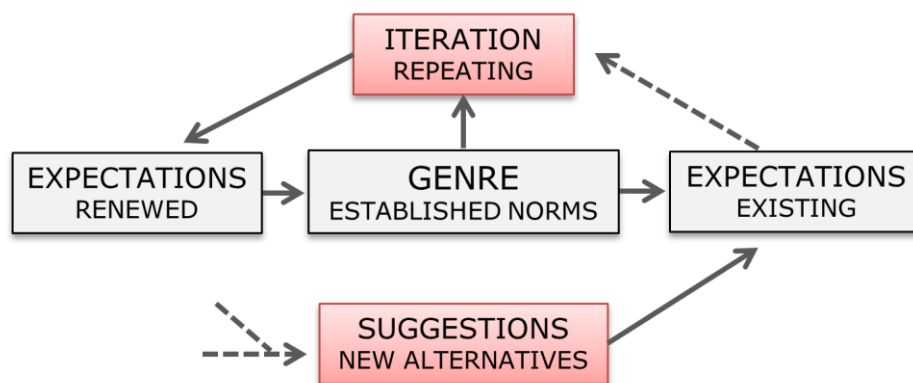 ITERATION
REPEATING
EXPECTATIONS
RENEWED
GENRE
ESTABLISHED NORMS
EXPECTATIONS
EXISTING
SUGGESTIONS
NEW ALTERNATIVES